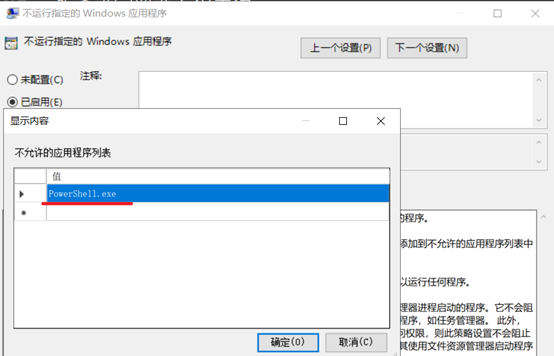 不运行指定的 Windows 应用程序
不运行指定的 Windows 应用程序
上一个设置(P)
下一个设置(N)
未配置(C)
注释:
已启用(E)
显示内容
不允许的应用程序列表
值
PowerShell.exe
的程序。
添加到不允许的应用程序列表中
以运行任何程序。
理器进程启动的程序。它不会阻
程序，如任务管理器。 此外，
问权限，则此策略设置不会阻止
其使用文件资源管理器启动程序
确定(O)
取消(C)